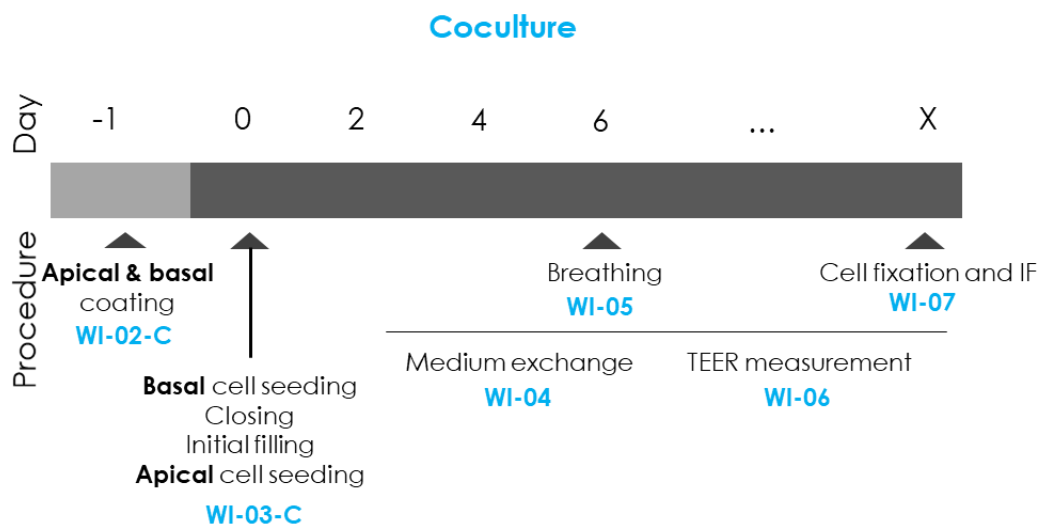 Coculture
Day
-1 0 2 4 6 ... X
Procedure
Apical & basal
coating
WI-02-C
Basal cell seeding
Closing
Initial filling
Apical cell seeding
WI-03-C
Breathing
WI-05
Cell fixation and IF
WI-07
Medium exchange
WI-04
TEER measurement
WI-06